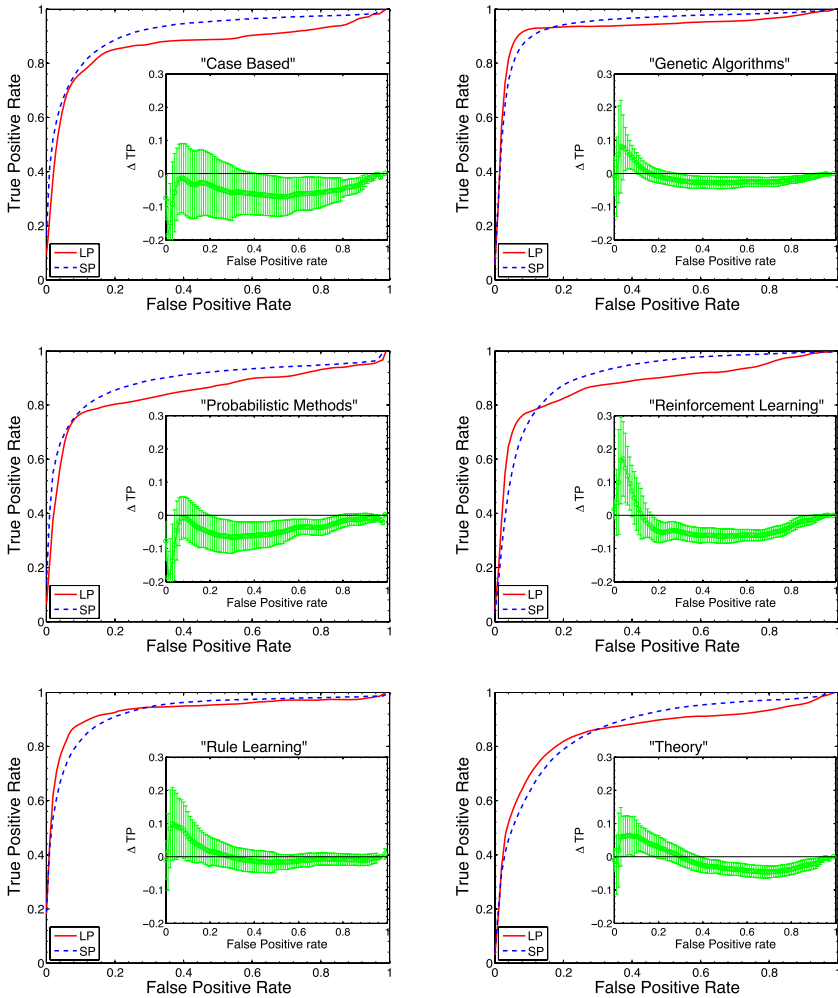 1
0.8
0.6
0.4
0.2
0
0 0.2 0.4 0.6 0.8 1
True Positive Rate
False Positive Rate
LP
SP
"Case Based"
0.3
0.2
0.1
0
−0.1
−0.2
0 0.2 0.4 0.6 0.8 1
Δ TP
False Positive rate
1
0.8
0.6
0.4
0.2
0
0 0.2 0.4 0.6 0.8 1
True Positive Rate
False Positive Rate
LP
SP
"Genetic Algorithms"
0.3
0.2
0.1
0
−0.1
−0.2
0 0.2 0.4 0.6 0.8 1
Δ TP
False Positive rate
1
0.8
0.6
0.4
0.2
0
0 0.2 0.4 0.6 0.8 1
True Positive Rate
False Positive Rate
LP
SP
"Probabilistic Methods"
0.3
0.2
0.1
0
−0.1
−0.2
0 0.2 0.4 0.6 0.8 1
Δ TP
False Positive rate
1
0.8
0.6
0.4
0.2
0
0 0.2 0.4 0.6 0.8 1
True Positive Rate
False Positive Rate
LP
SP
"Reinforcement Learning"
0.3
0.2
0.1
0
−0.1
−0.2
0 0.2 0.4 0.6 0.8 1
Δ TP
False Positive rate
1
0.8
0.6
0.4
0.2
0
0 0.2 0.4 0.6 0.8 1
True Positive Rate
False Positive Rate
LP
SP
"Rule Learning"
0.3
0.2
0.1
0
−0.1
−0.2
0 0.2 0.4 0.6 0.8 1
Δ TP
False Positive rate
1
0.8
0.6
0.4
0.2
0
0 0.2 0.4 0.6 0.8 1
True Positive Rate
False Positive Rate
LP
SP
"Theory"
0.3
0.2
0.1
0
−0.1
−0.2
0 0.2 0.4 0.6 0.8 1
Δ TP
False Positive rate